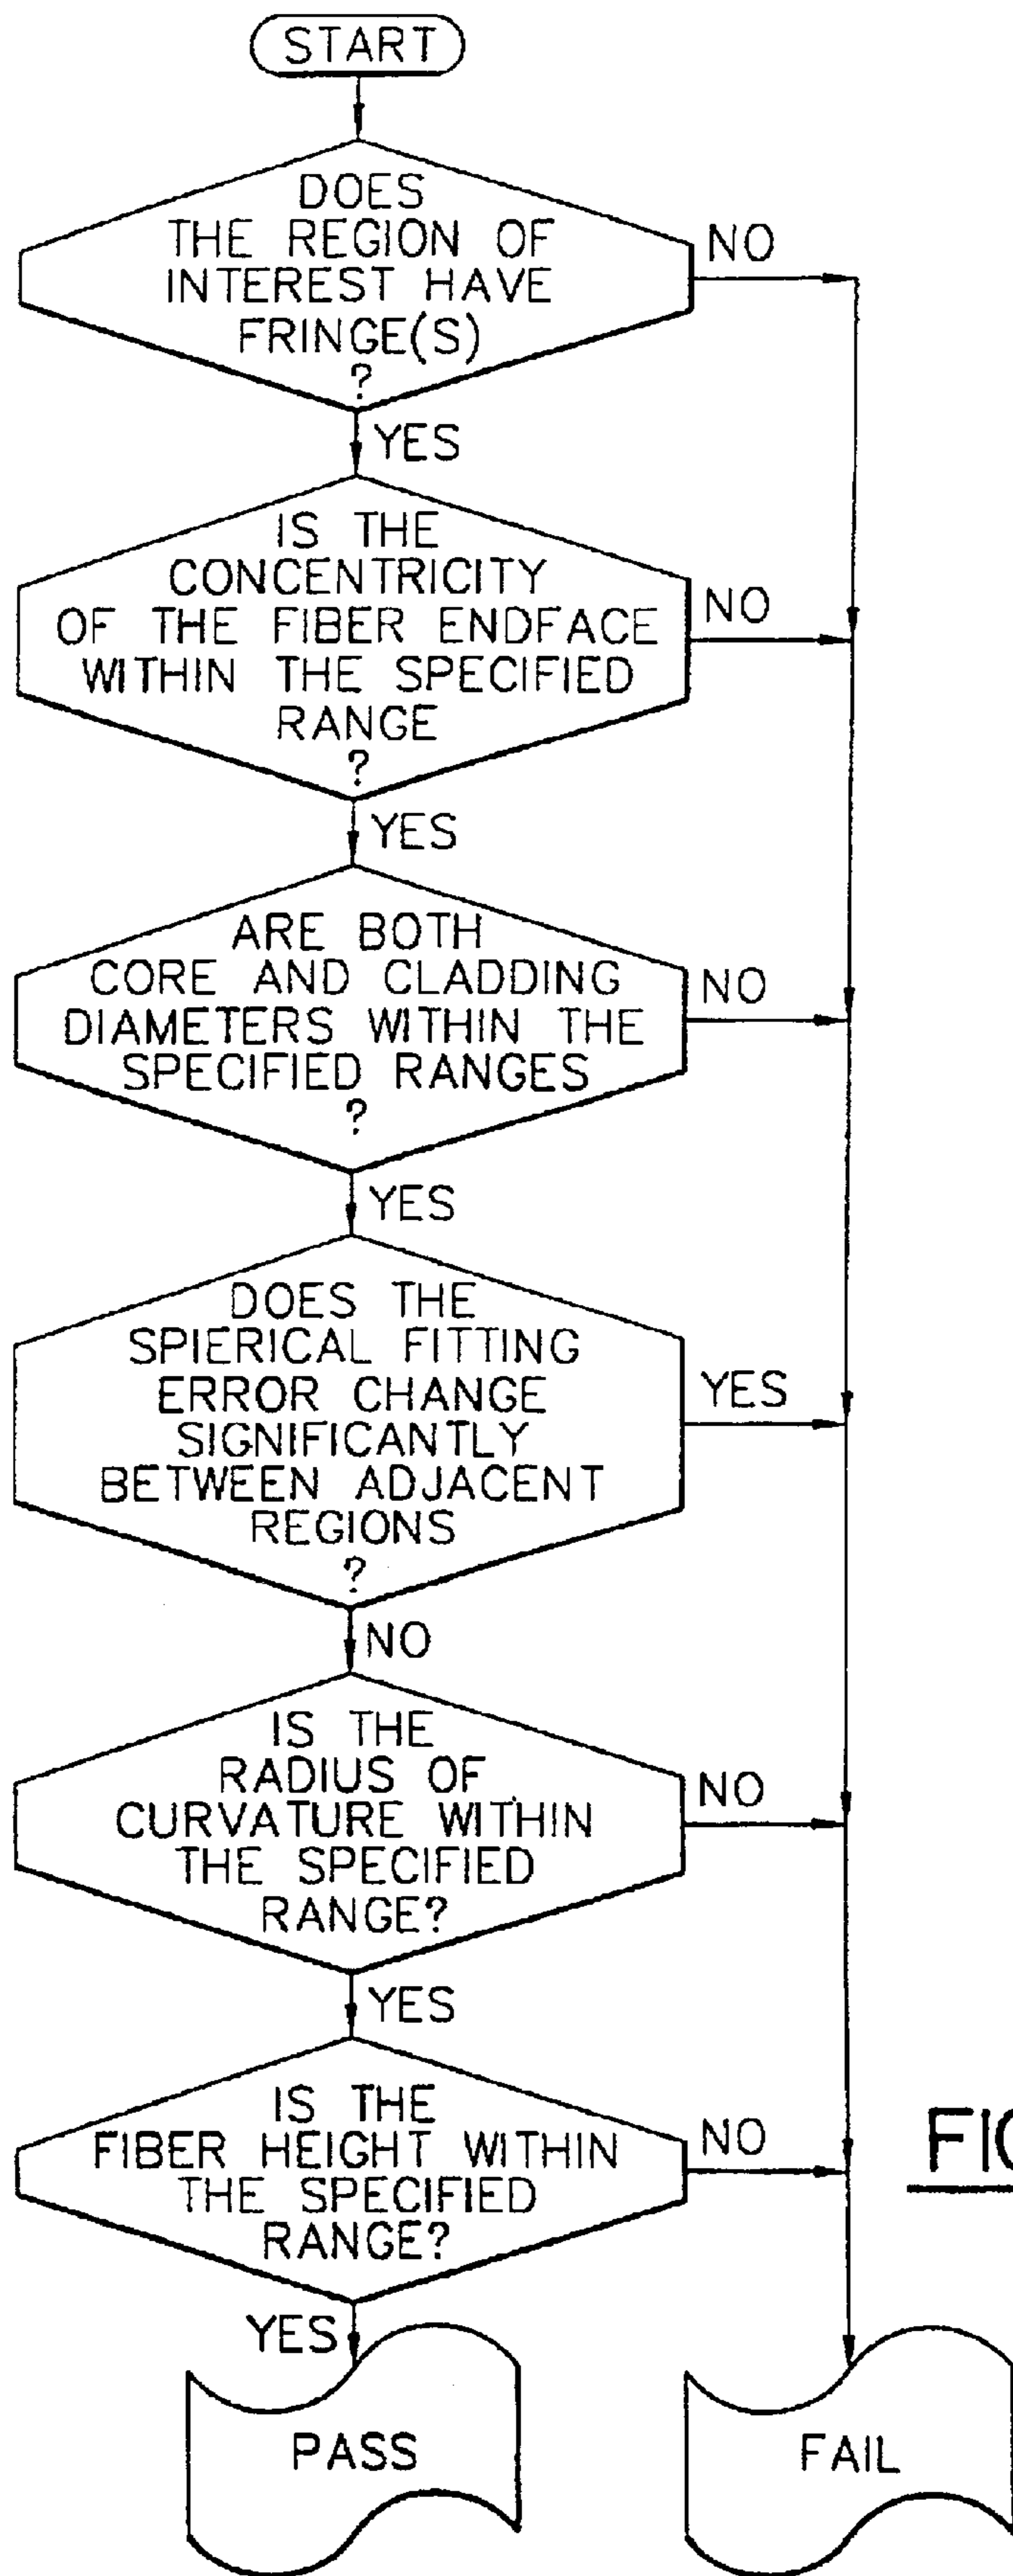 START
DOES
THE REGION OF
INTEREST HAVE
FRINGE(S)
?
NO
YES
IS THE
CONCENTRICITY
OF THE FIBER ENDFACE
WITHIN THE SPECIFIED
RANGE
?
NO
YES
ARE BOTH
CORE AND CLADDING
DIAMETERS WITHIN THE
SPECIFIED RANGES
?
NO
YES
DOES THE
SPIERICAL FITTING
ERROR CHANGE
SIGNIFICANTLY
BETWEEN ADJACENT
REGIONS
?
YES
NO
IS THE
RADIUS OF
CURVATURE WITHIN
THE SPECIFIED
RANGE?
NO
YES
IS THE
FIBER HEIGHT WITHIN
THE SPECIFIED
RANGE?
NO
YES
PASS
FAIL